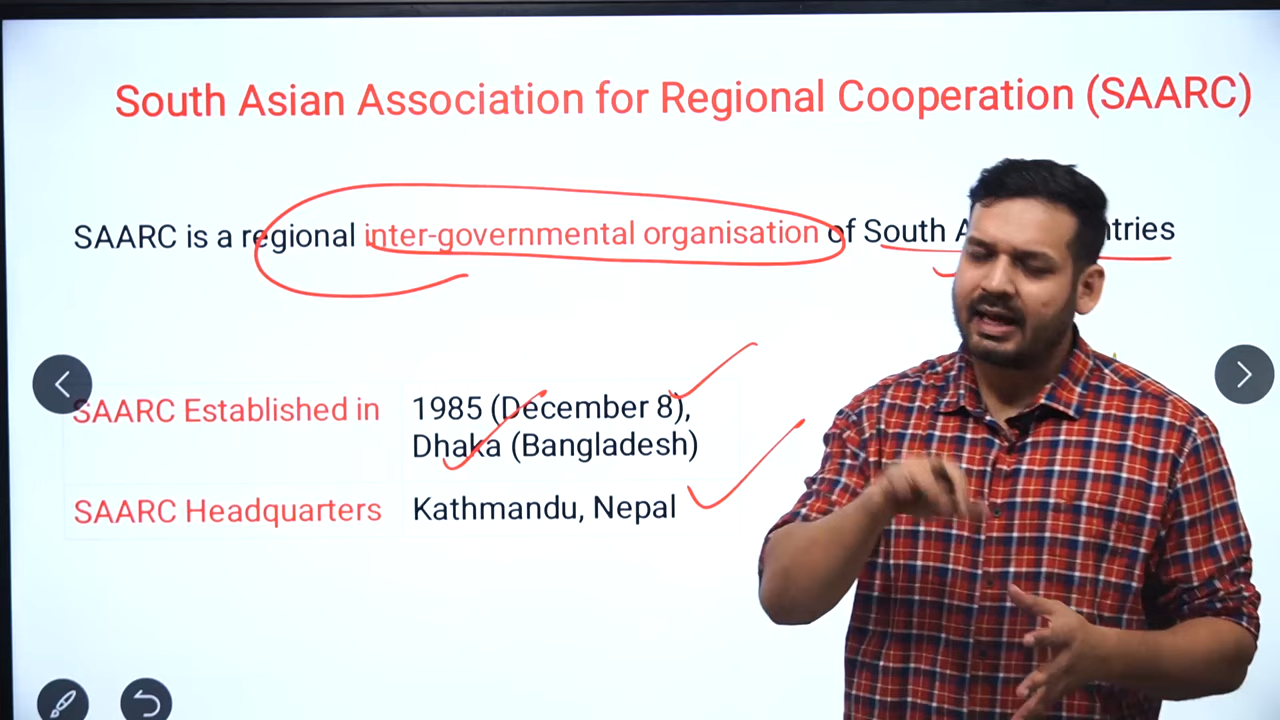 South Asian Association for Regional Cooperation (SAARC)
SAARC is a regional inter-governmental organisation of South ntries
SAARC Established in
1985 (December 8),
Dhaka (Bangladesh)
SAARC Headquarters
Kathmandu, Nepal